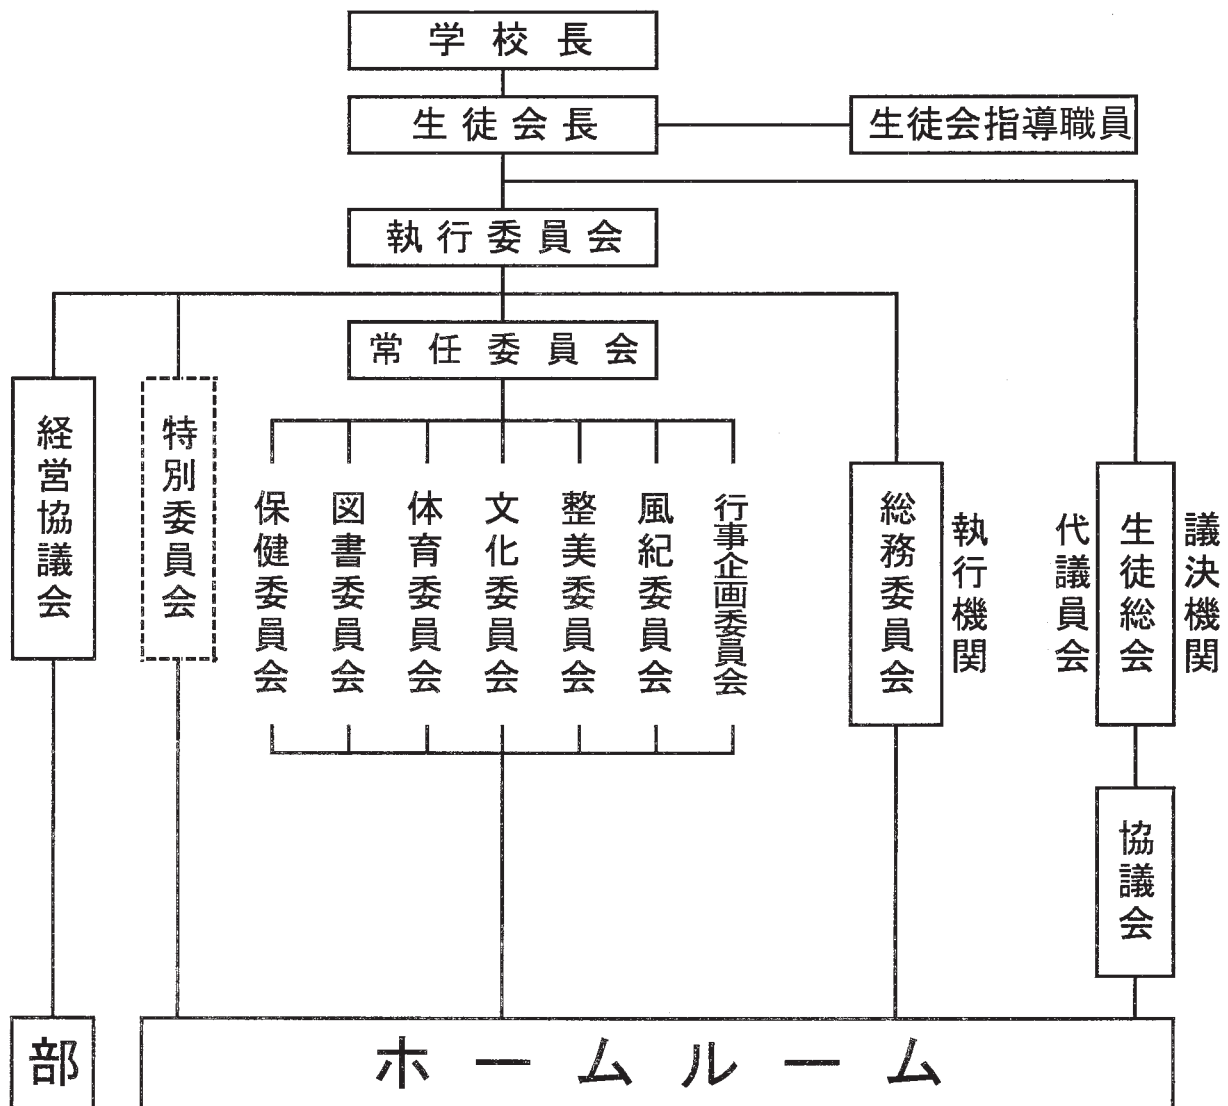 学校長
生徒会長
生徒会指導職員
執行委員会
常任委員会
経営協議会
特別委員会
保健委員会
図書委員会
体育委員会
文化委員会
整美委員会
風紀委員会
行事企画委員会
総務委員会
執行機関
代議員会
生徒総会
議決機関
協議会
部
ホームルーム